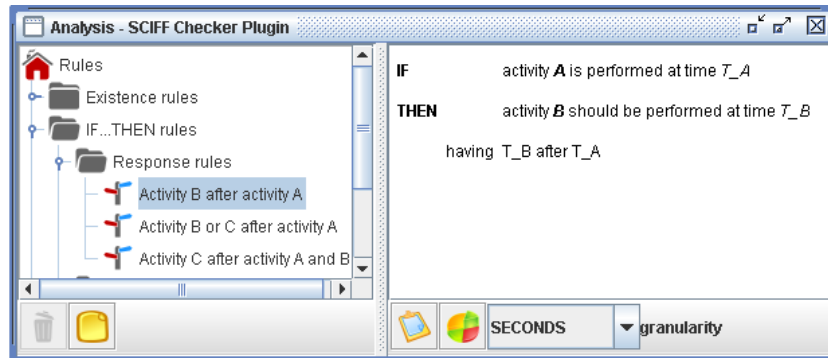 Analysis - SCIFF Checker Plugin
Rules
Existence rules
IF...THEN rules
Response rules
Activity B after activity A
Activity B or C after activity A
Activity C after activity A and B
IF activity A is performed at time T_A
THEN activity B should be performed at time T_B
having T_B after T_A
SECONDS granularity